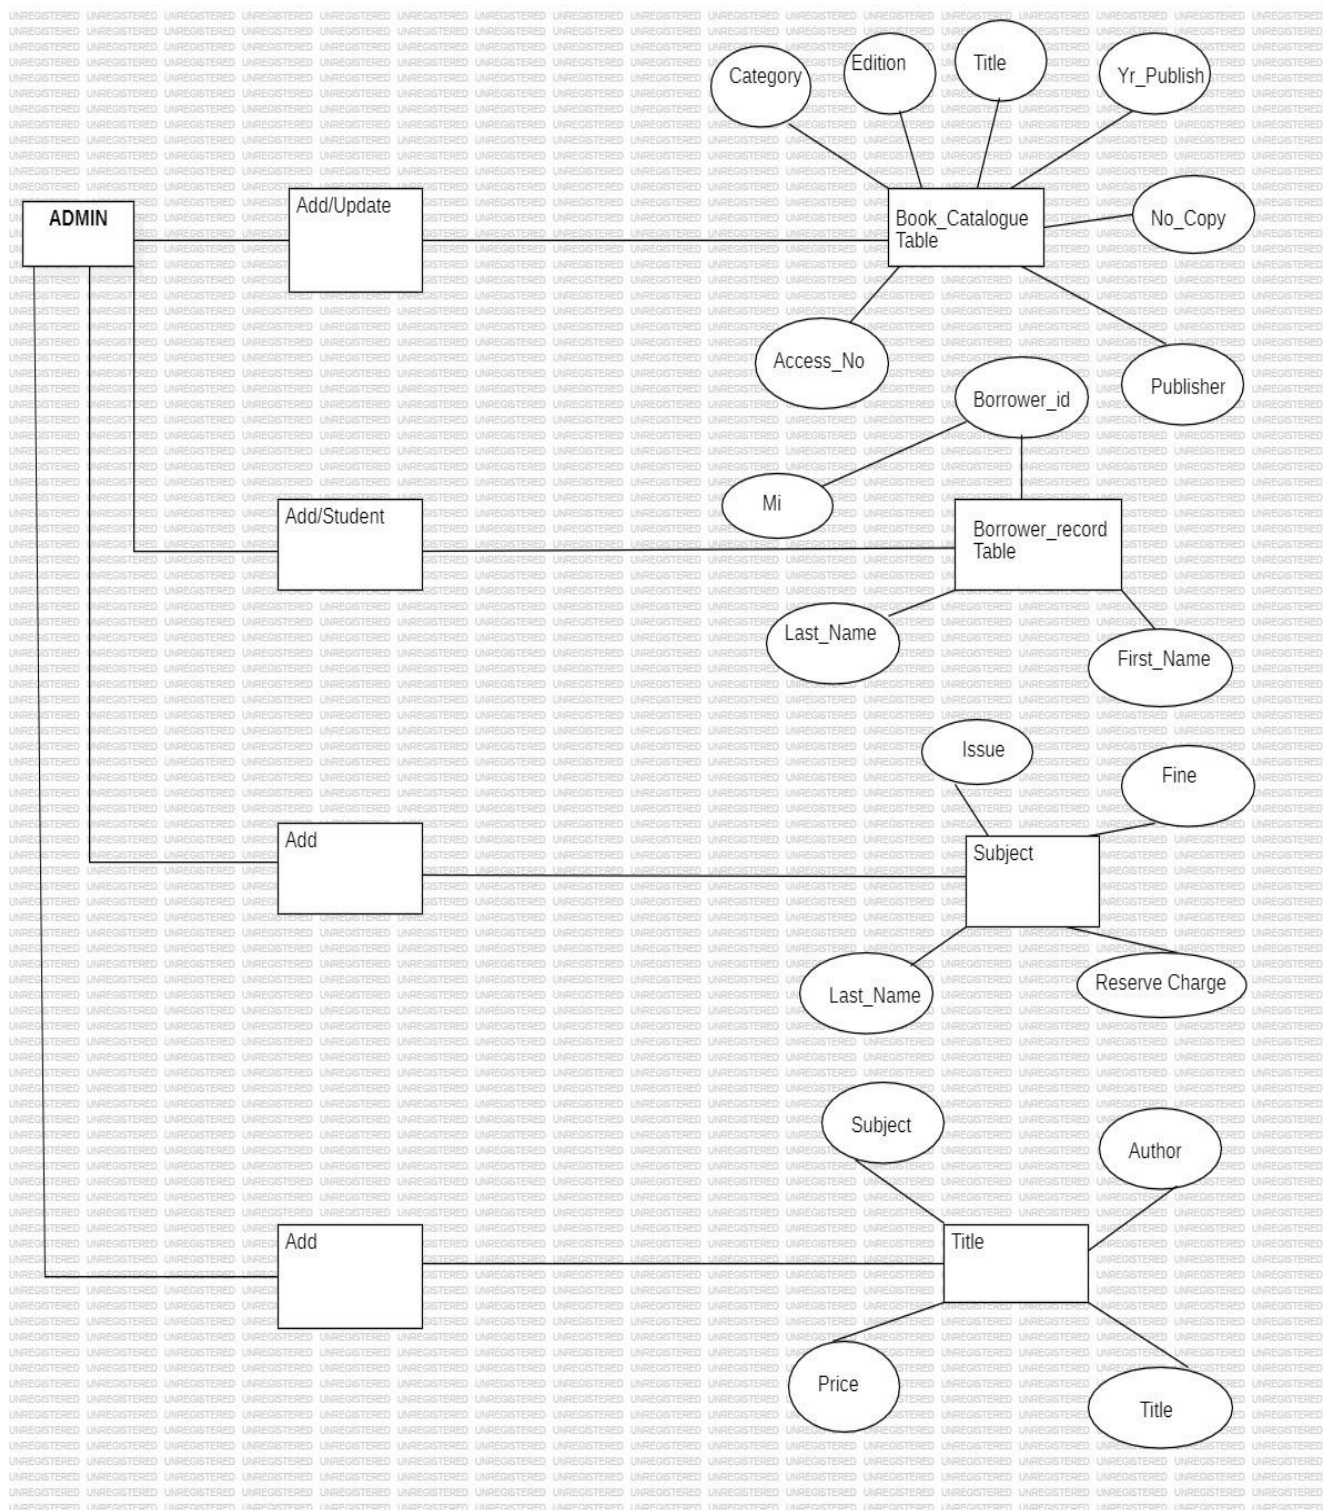 Category
Edition
Title
Yr_Publish
ADMIN
Add/Update
Book_Catalogue
Table
No_Copy
Access_No
Publisher
Borrower_id
Mi
Add/Student
Borrower_record
Table
Last_Name
First_Name
Issue
Fine
Add
Subject
Last_Name
Reserve Charge
Subject
Author
Add
Title
Price
Title
UNREGISTERED